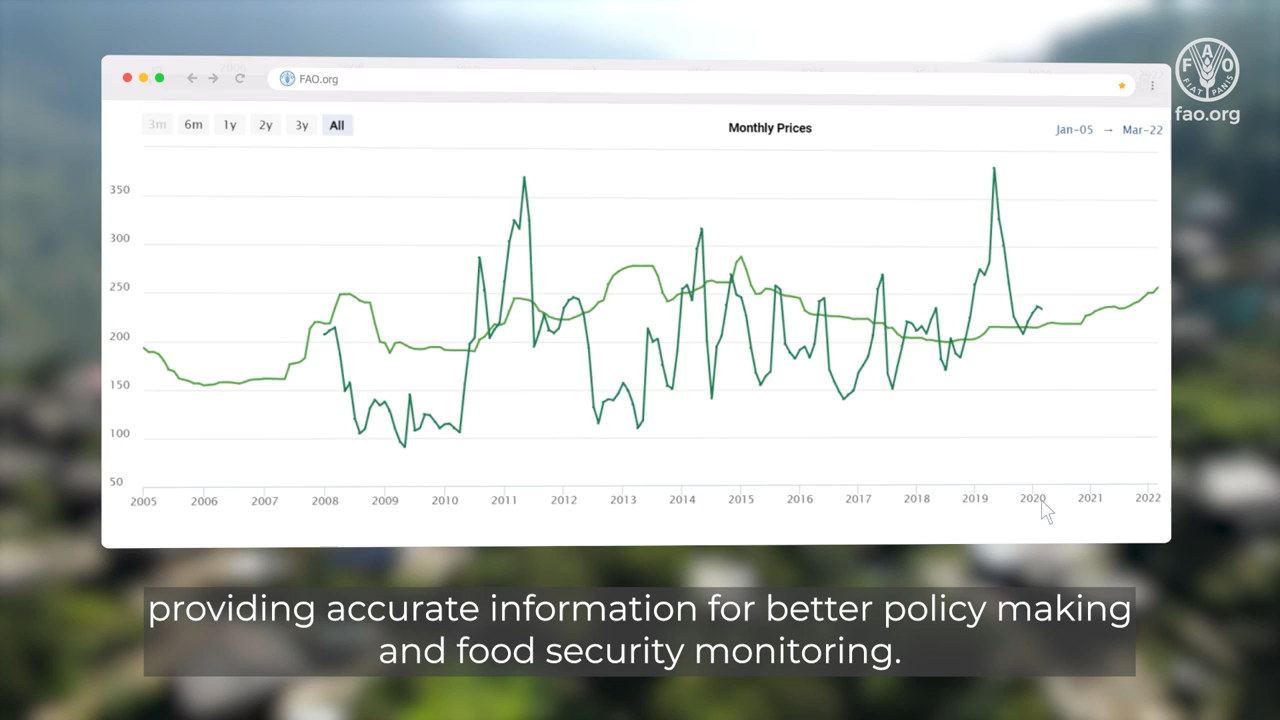 FAO.org
FAO
FIAT PANIS
fao.org
3m 6m 1y 2y 3y All
Monthly Prices
Jan-05 → Mar-22
350
300
250
200
150
100
50
2005 2006 2007 2008 2009 2010 2011 2012 2013 2014 2015 2016 2017 2018 2019 2020 2021 2022
providing accurate information for better policy making
and food security monitoring.